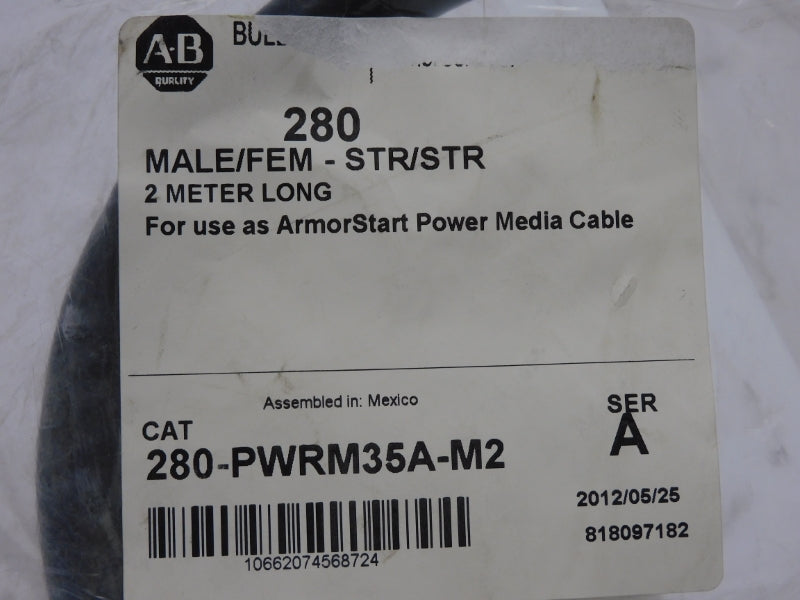 A·B
QUALITY
280
MALE/FEM - STR/STR
2 METER LONG
For use as ArmorStart Power Media Cable
Assembled in: Mexico
CAT
280-PWRM35A-M2
SER
A
2012/05/25
818097182
10662074568724